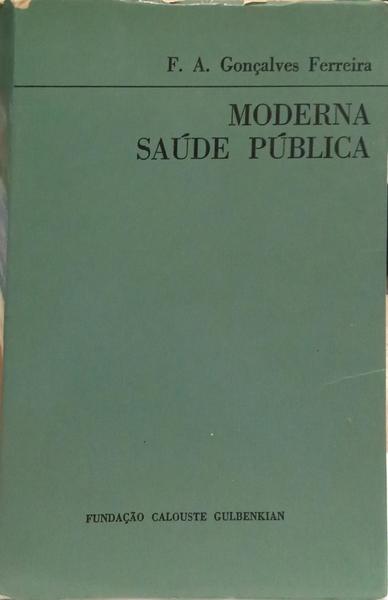 F. A. Gonçalves Ferreira
MODERNA
SAÚDE PÚBLICA
FUNDAÇÃO CALOUSTE GULBENKIAN